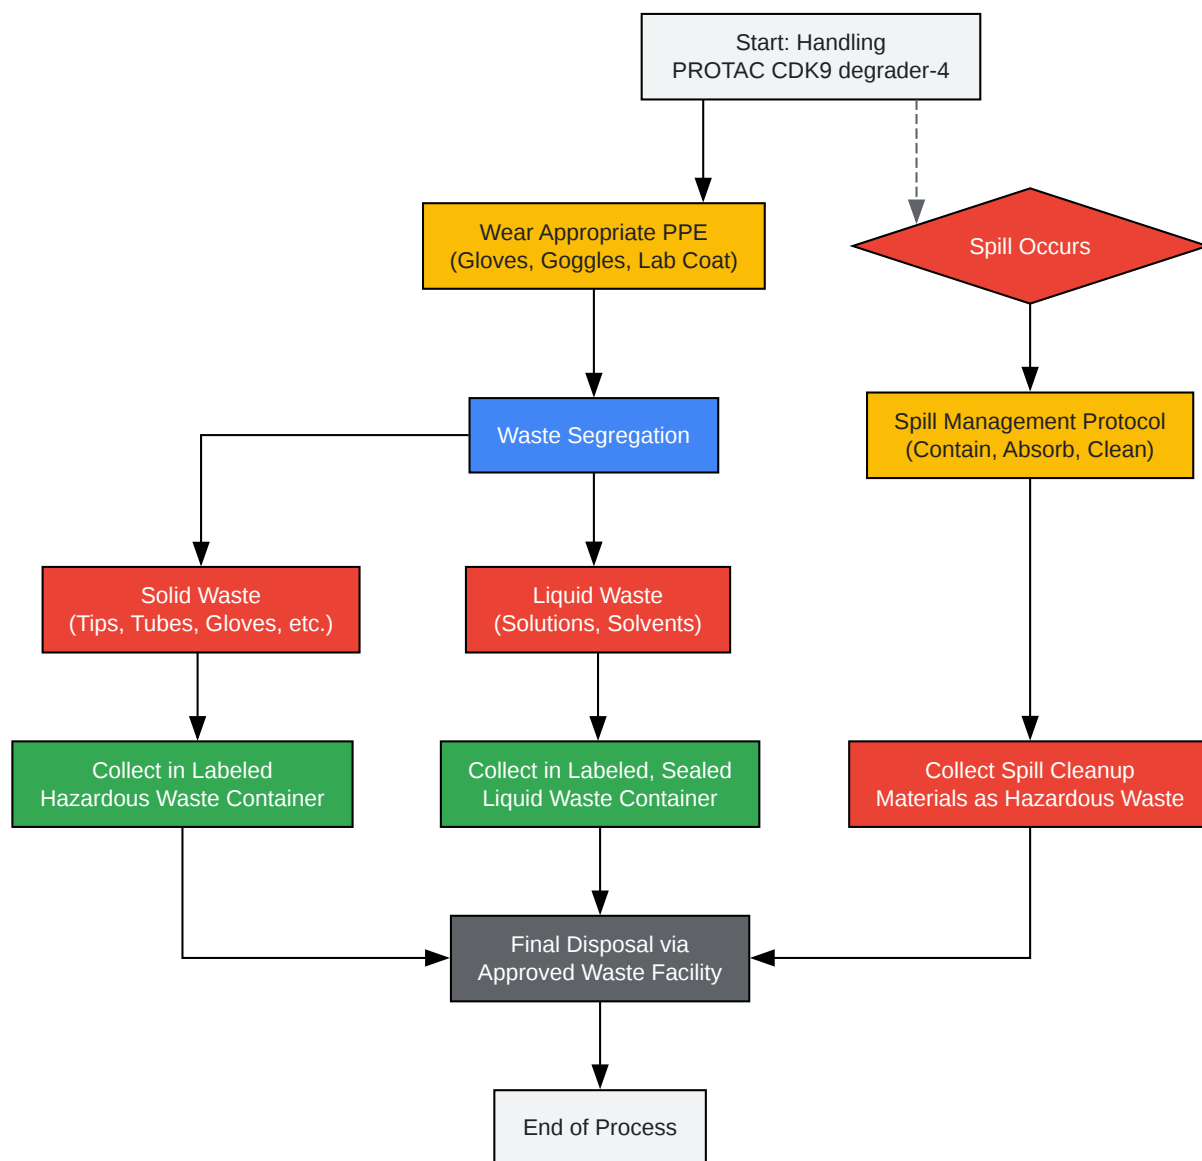 Start: Handling
PROTAC CDK9 degrader-4
Wear Appropriate PPE
(Gloves, Goggles, Lab Coat)
Spill Occurs
Waste Segregation
Spill Management Protocol
(Contain, Absorb, Clean)
Solid Waste
(Tips, Tubes, Gloves, etc.)
Liquid Waste
(Solutions, Solvents)
Collect in Labeled
Hazardous Waste Container
Collect in Labeled, Sealed
Liquid Waste Container
Collect Spill Cleanup
Materials as Hazardous Waste
Final Disposal via
Approved Waste Facility
End of Process